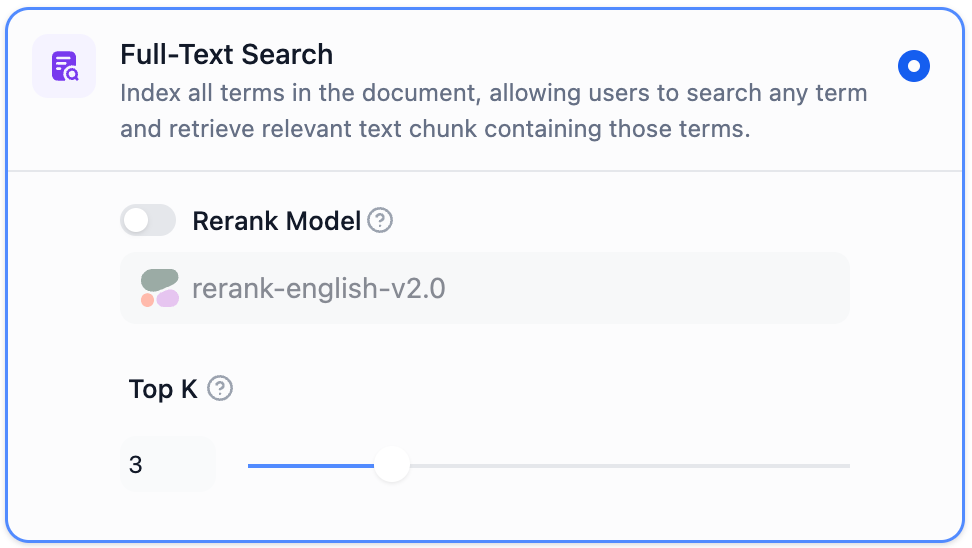 Full-Text Search
Index all terms in the document, allowing users to search any term
and retrieve relevant text chunk containing those terms.
Rerank Model
rerank-english-v2.0
Top K
3